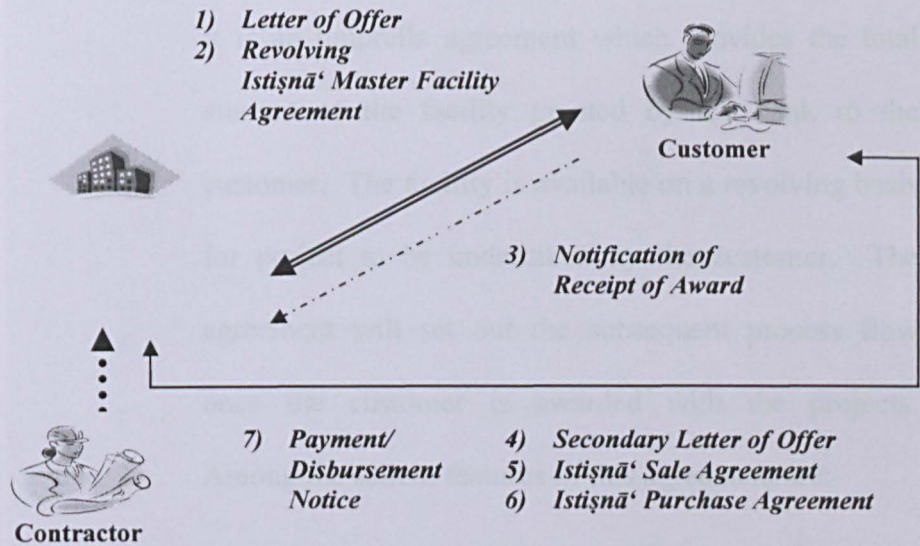 1) Letter of Offer
2) Revolving
Istiṣnā‘ Master Facility
Agreement
Customer
3) Notification of
Receipt of Award
7) Payment/
Disbursement
Notice
4) Secondary Letter of Offer
5) Istiṣnā‘ Sale Agreement
6) Istiṣnā‘ Purchase Agreement
Contractor